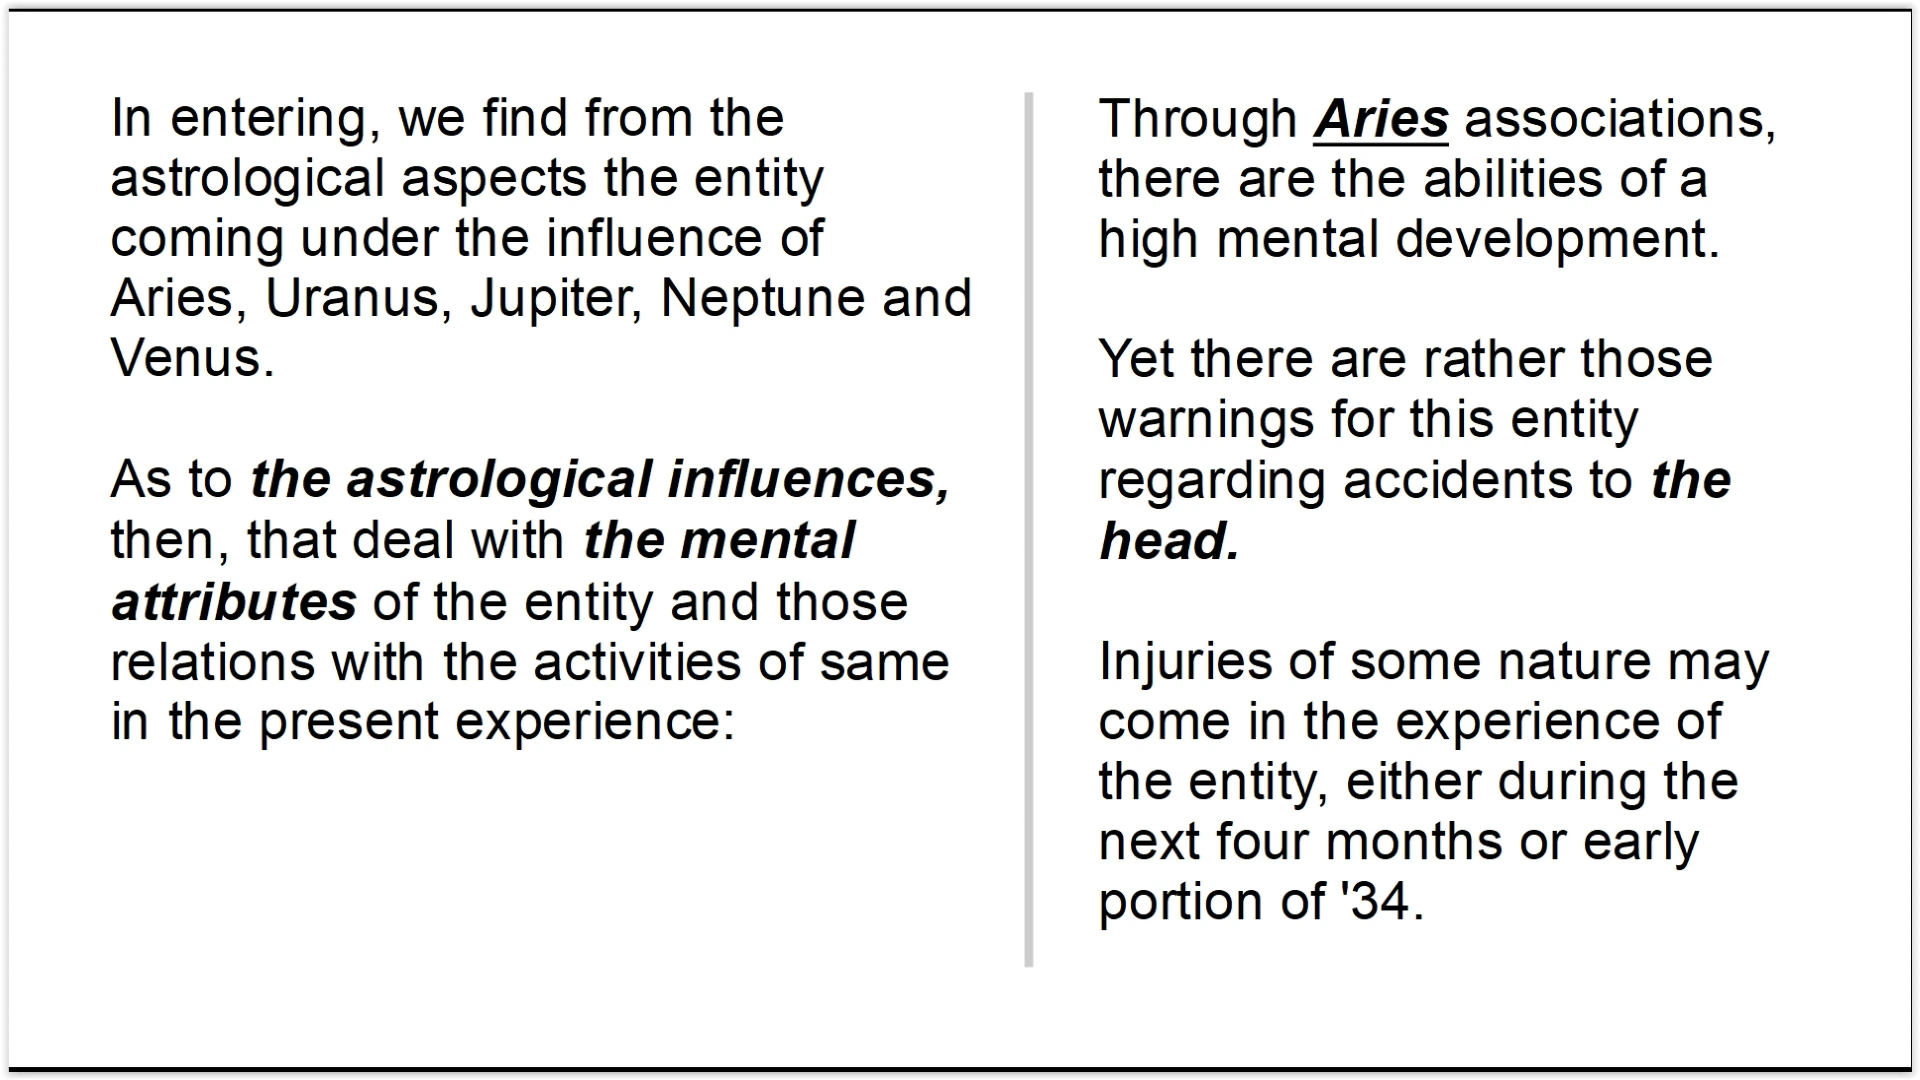 In entering, we find from the
astrological aspects the entity
coming under the influence of
Aries, Uranus, Jupiter, Neptune and
Venus.
As to the astrological influences,
then, that deal with the mental
attributes of the entity and those
relations with the activities of same
in the present experience:
Through Aries associations,
there are the abilities of a
high mental development.
Yet there are rather those
warnings for this entity
regarding accidents to the
head.
Injuries of some nature may
come in the experience of
the entity, either during the
next four months or early
portion of '34.